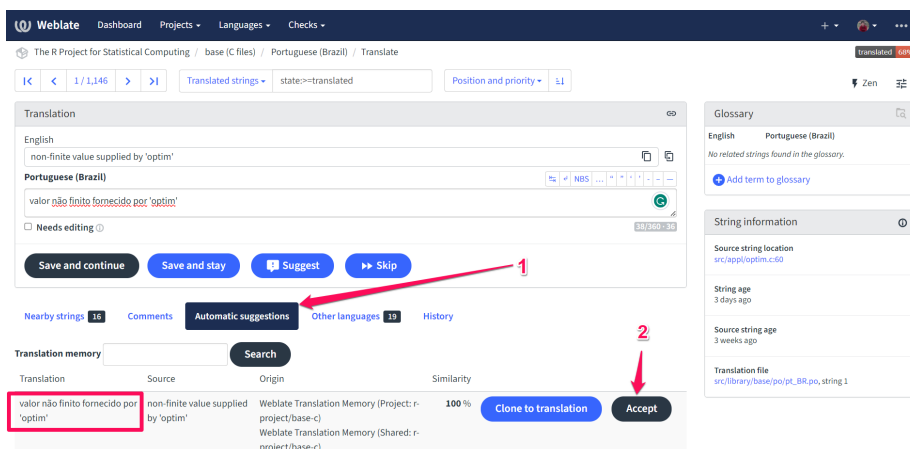 Weblate Dashboard Projects Languages Checks
The R Project for Statistical Computing / base (C files) / Portuguese (Brazil) / Translate
translated 68%
1 / 1,146 Translated strings state:>=translated Position and priority
Zen
Translation
English
non-finite value supplied by 'optim'
Portuguese (Brazil)
NBS … “ ” ‘ ’ - – —
valor não finito fornecido por 'optim'
Needs editing
38/360 · 36
Save and continue Save and stay Suggest Skip
1
Nearby strings 16 Comments Automatic suggestions Other languages 19 History
2
Translation memory Search
Translation Source Origin Similarity
valor não finito fornecido por non-finite value supplied Weblate Translation Memory (Project: r- 100 % Clone to translation Accept
'optim' by 'optim' project/base-c)
Weblate Translation Memory (Shared: r-
project/base-c)
Glossary
English Portuguese (Brazil)
No related strings found in the glossary.
Add term to glossary
String information
Source string location
src/appl/optim.c:60
String age
3 days ago
Source string age
3 weeks ago
Translation file
src/library/base/po/pt_BR.po, string 1